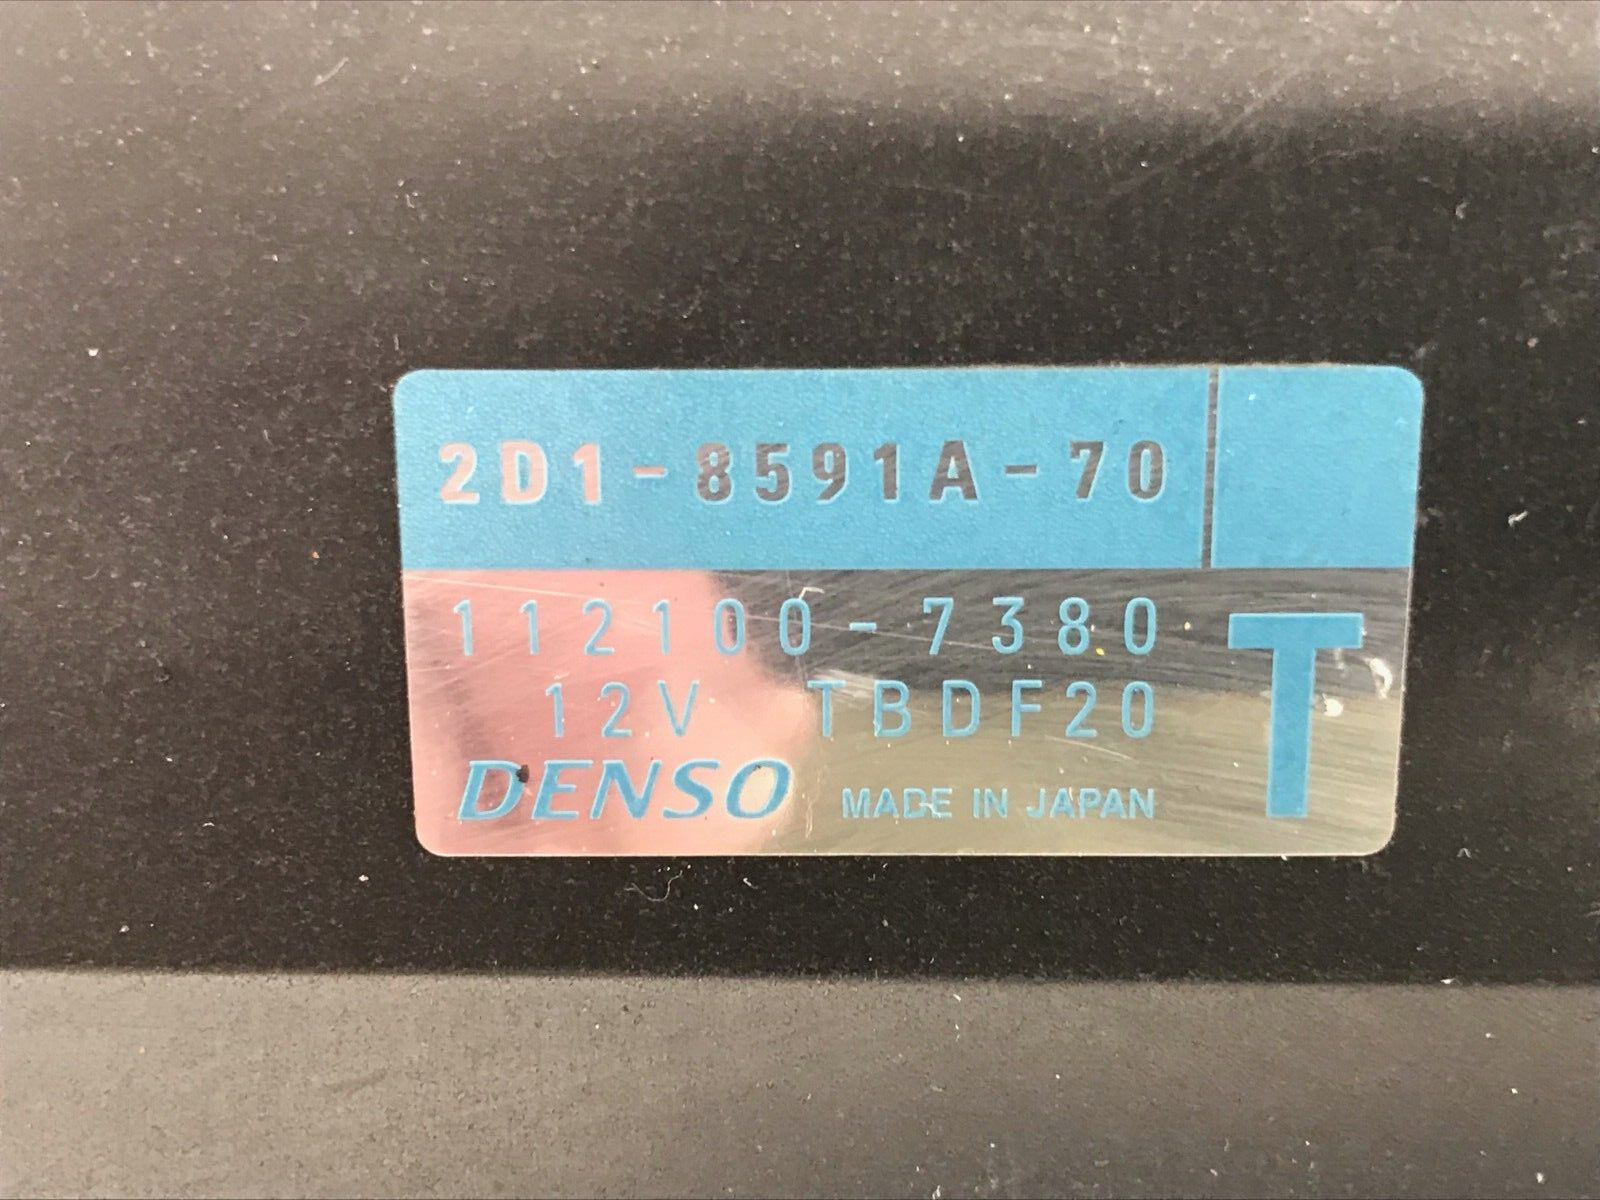 2D1-8591A-70
112100-7380
12V TBDF20
T
DENSO MADE IN JAPAN